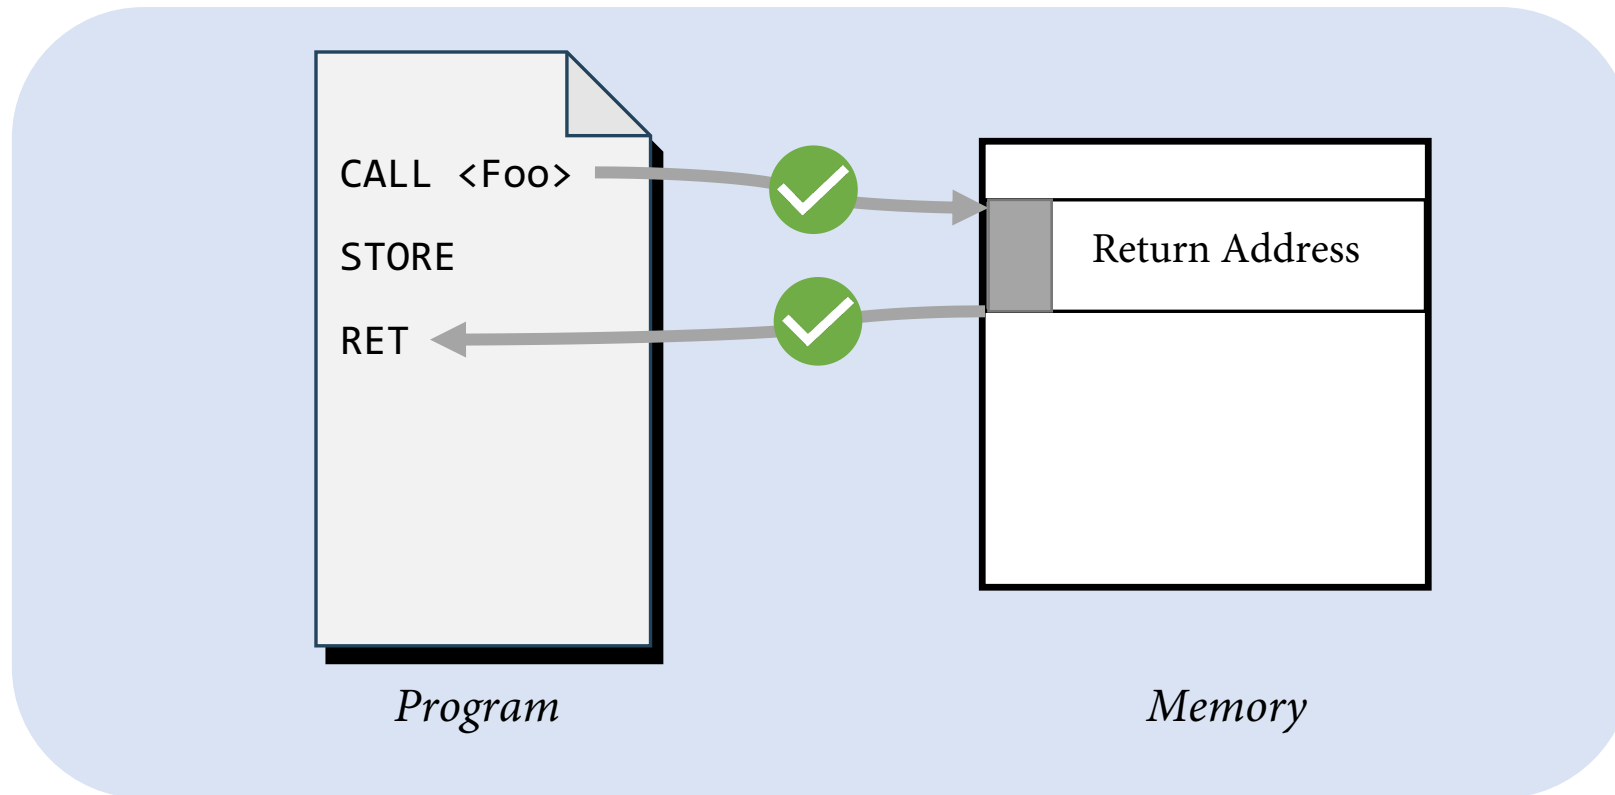 CALL <Foo>
STORE
RET
Return Address
Program
Memory